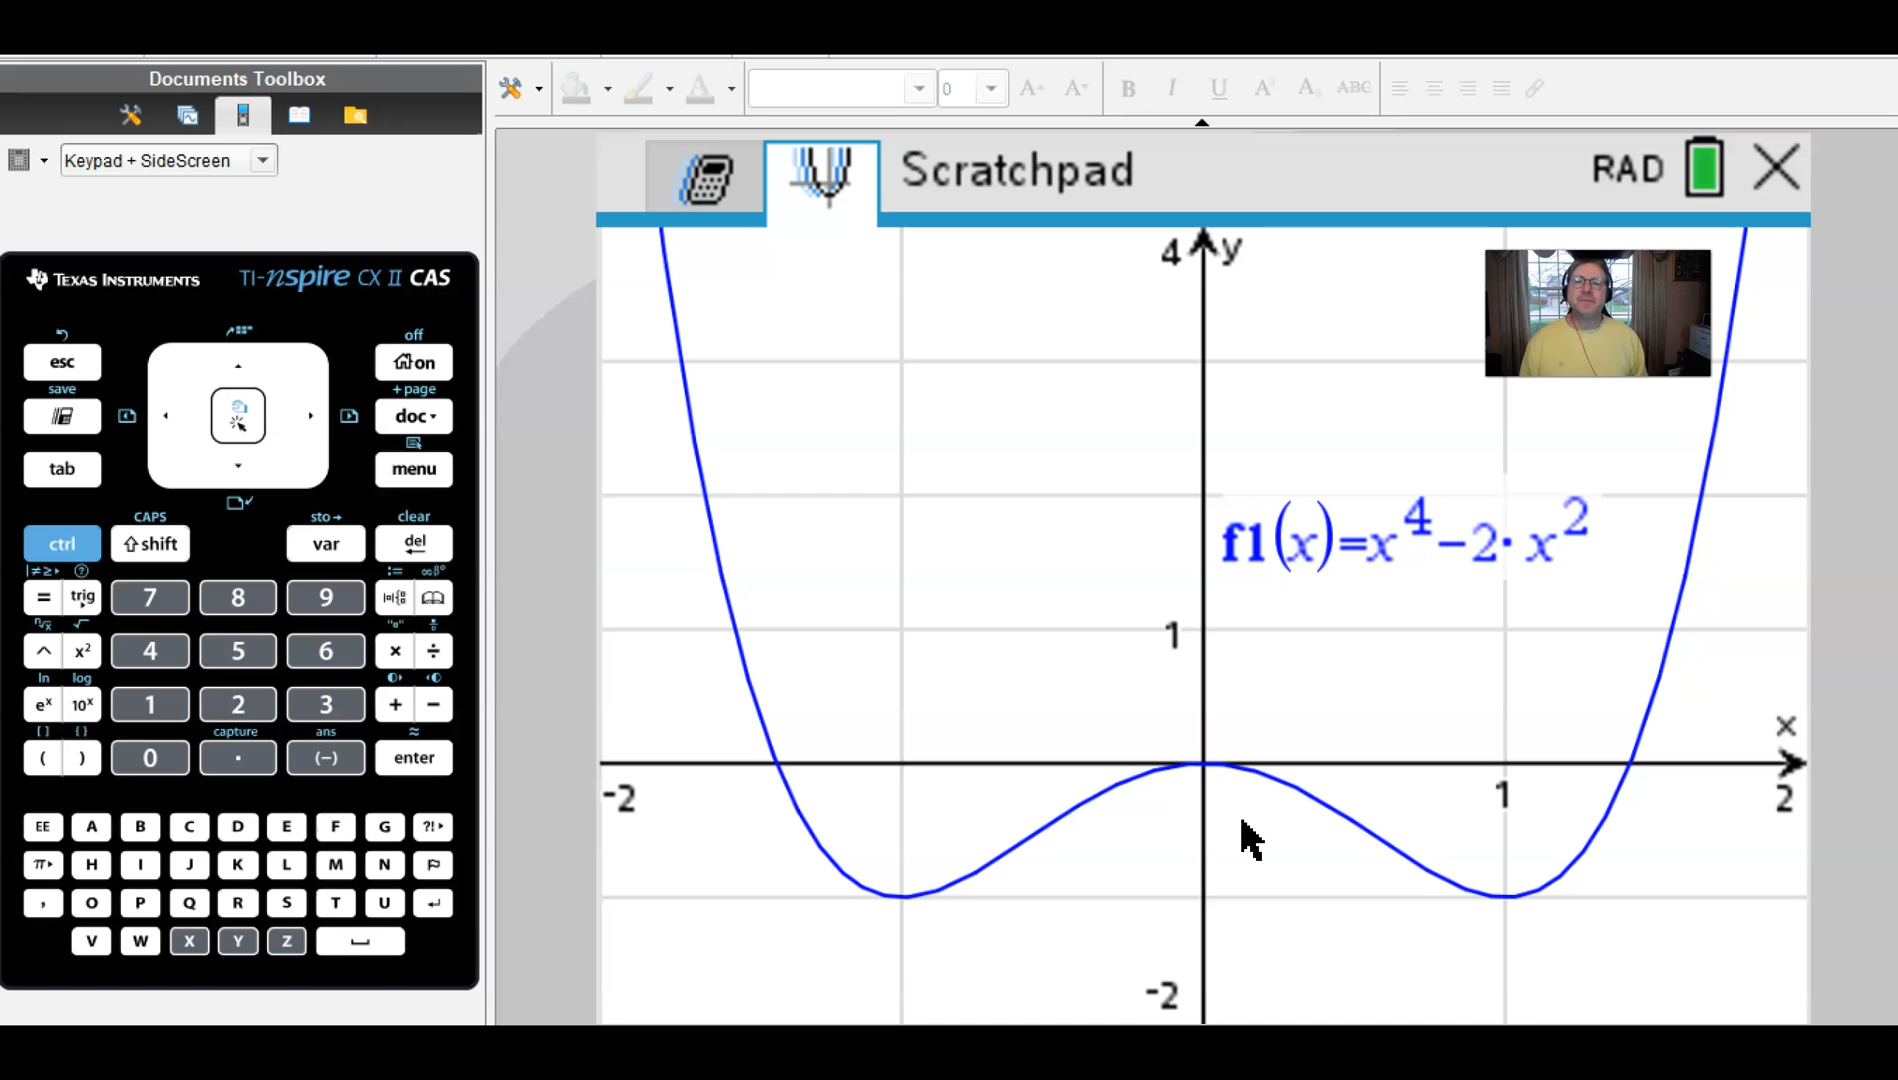 Documents Toolbox
Keypad + SideScreen
0
B I U A A ABC
Scratchpad
RAD
TEXAS INSTRUMENTS TI-nspire CX II CAS
off
esc
on
save
+ page
doc
tab
menu
CAPS
sto→
clear
ctrl
shift
var
del
|≠≥▸
:=
∞β°
=
trig
7
8
9
ⁿ√x
√
"▫"
^
x²
4
5
6
×
÷
ln
log
eˣ
10ˣ
1
2
3
+
−
[ ]
{ }
capture
ans
≈
(
)
0
.
(−)
enter
EE A B C D E F G ?!▸
π▸ H I J K L M N
, O P Q R S T U ↵
V W X Y Z
4 y
f1(x)=x⁴−2·x²
1
x
-2
1
2
-2